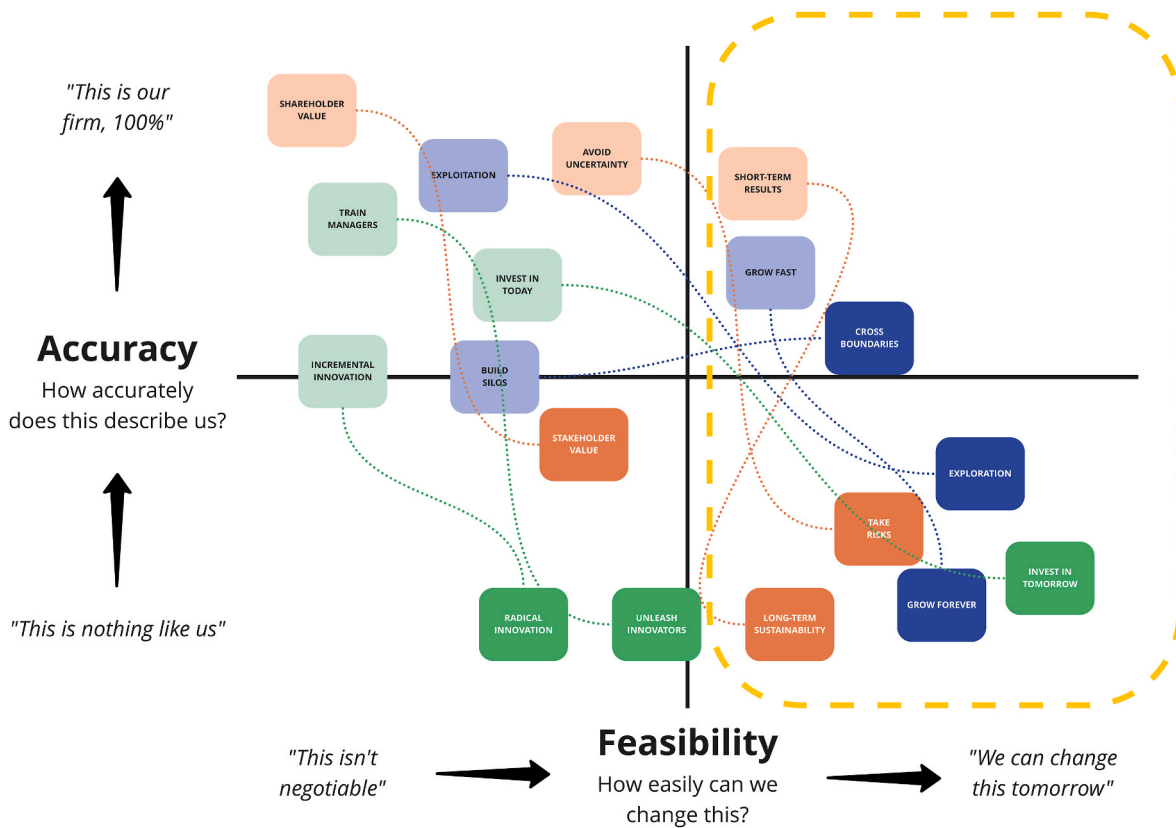 "This is our
firm, 100%"
Accuracy
How accurately
does this describe us?
"This is nothing like us"
SHAREHOLDER
VALUE
EXPLOITATION
AVOID
UNCERTAINTY
SHORT-TERM
RESULTS
TRAIN
MANAGERS
INVEST IN
TODAY
GROW FAST
CROSS
BOUNDARIES
INCREMENTAL
INNOVATION
BUILD
SILOS
STAKEHOLDER
VALUE
EXPLORATION
TAKE
RISKS
INVEST IN
TOMORROW
GROW FOREVER
RADICAL
INNOVATION
UNLEASH
INNOVATORS
LONG-TERM
SUSTAINABILITY
"This isn't
negotiable"
Feasibility
How easily can we
change this?
"We can change
this tomorrow"